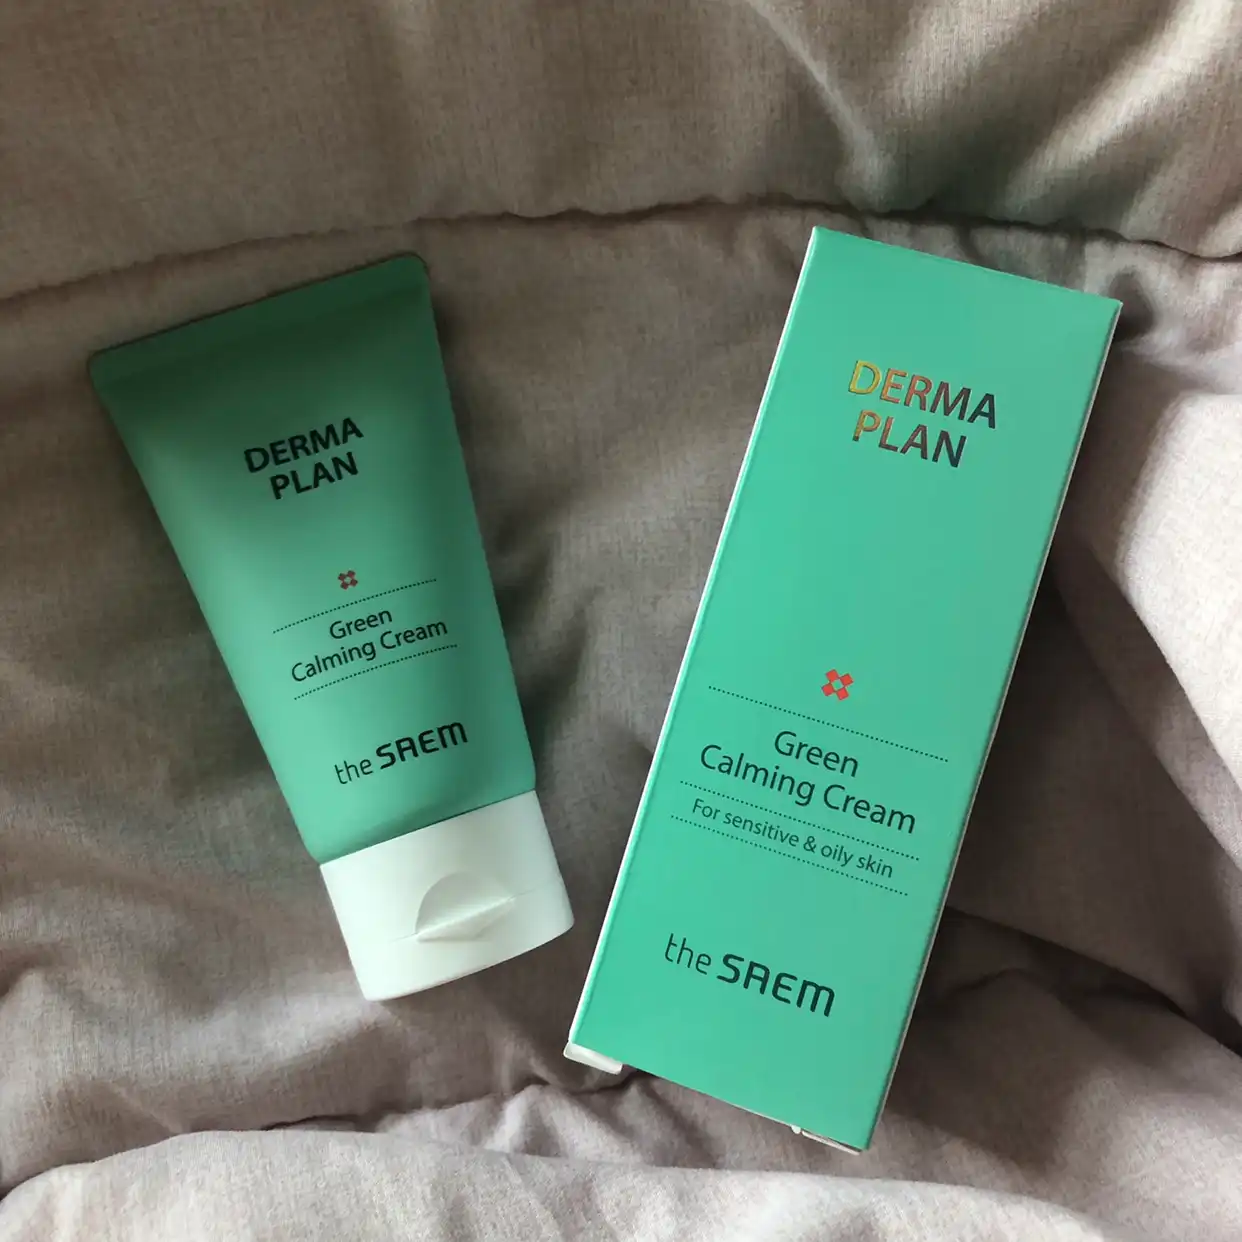 DERMA
PLAN
Green
Calming Cream
the SAEM
DERMA
PLAN
Green
Calming Cream
For sensitive & oily skin
the SAEM